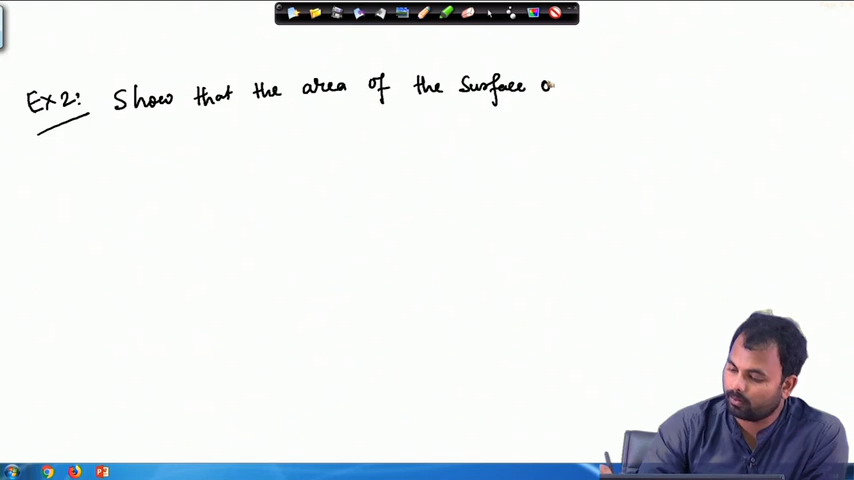 Ex 2: Show that the area of the surface o